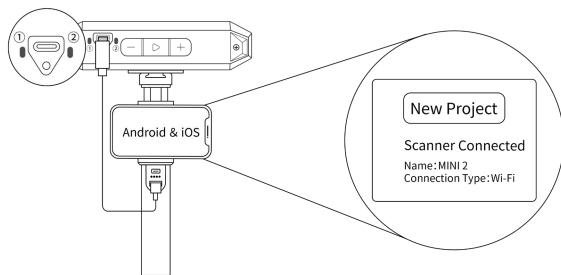 ① ②
① ②
Android & iOS
New Project
Scanner Connected
Name:MINI 2
Connection Type:Wi-Fi